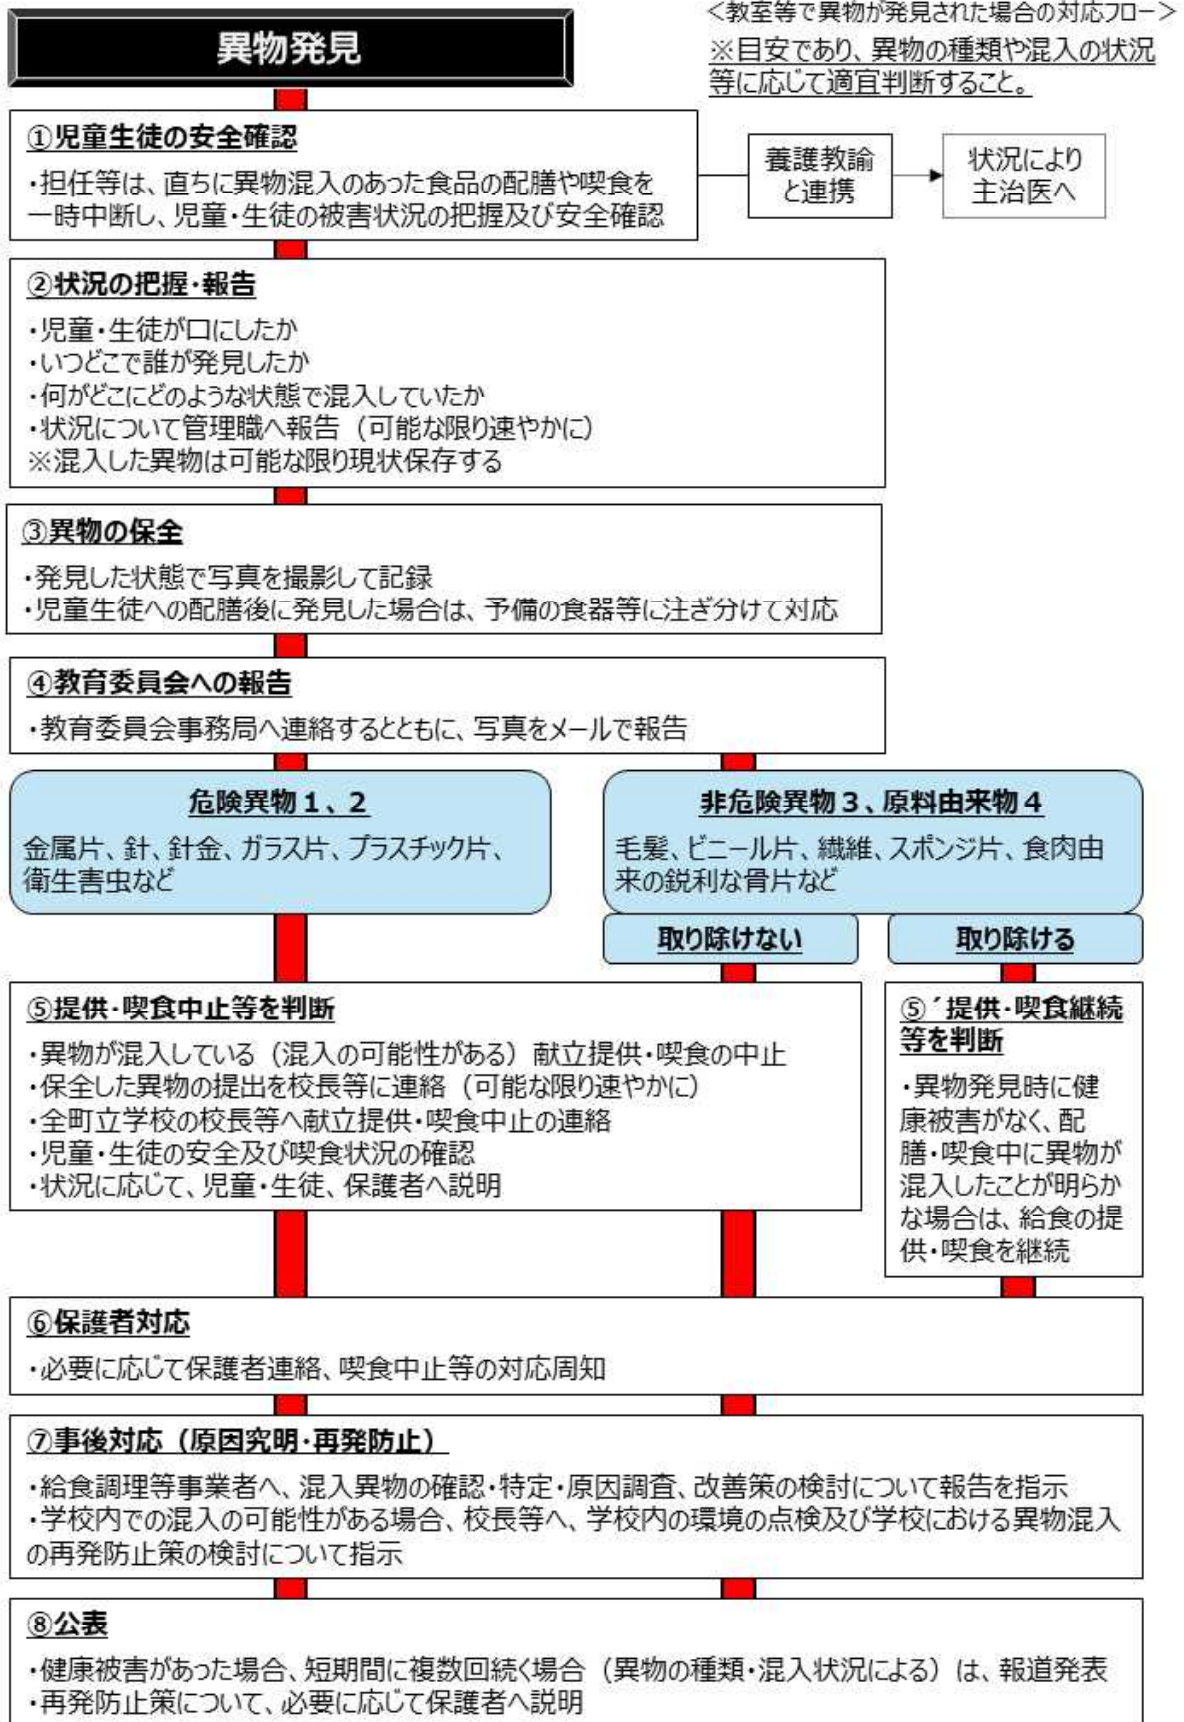 <教室等で異物が発見された場合の対応フロー>
※目安であり、異物の種類や混入の状況
等に応じて適宜判断すること。
異物発見
①児童生徒の安全確認
・担任等は、直ちに異物混入のあった食品の配膳や喫食を
一時中断し、児童・生徒の被害状況の把握及び安全確認
養護教諭
と連携
状況により
主治医へ
②状況の把握・報告
・児童・生徒が口にしたか
・いつどこで誰が発見したか
・何がどこにどのような状態で混入していたか
・状況について管理職へ報告（可能な限り速やかに）
※混入した異物は可能な限り現状保存する
③異物の保全
・発見した状態で写真を撮影して記録
・児童生徒への配膳後に発見した場合は、予備の食器等に注ぎ分けて対応
④教育委員会への報告
・教育委員会事務局へ連絡するとともに、写真をメールで報告
危険異物１、２
金属片、針、針金、ガラス片、プラスチック片、
衛生害虫など
非危険異物３、原料由来物４
毛髪、ビニール片、繊維、スポンジ片、食肉由
来の鋭利な骨片など
取り除けない
取り除ける
⑤提供・喫食中止等を判断
・異物が混入している（混入の可能性がある）献立提供・喫食の中止
・保全した異物の提出を校長等に連絡（可能な限り速やかに）
・全町立学校の校長等へ献立提供・喫食中止の連絡
・児童・生徒の安全及び喫食状況の確認
・状況に応じて、児童・生徒、保護者へ説明
⑤´提供・喫食継続
等を判断
・異物発見時に健
康被害がなく、配
膳・喫食中に異物が
混入したことが明らか
な場合は、給食の提
供・喫食を継続
⑥保護者対応
・必要に応じて保護者連絡、喫食中止等の対応周知
⑦事後対応（原因究明・再発防止）
・給食調理等事業者へ、混入異物の確認・特定・原因調査、改善策の検討について報告を指示
・学校内での混入の可能性がある場合、校長等へ、学校内の環境の点検及び学校における異物混入
の再発防止策の検討について指示
⑧公表
・健康被害があった場合、短期間に複数回続く場合（異物の種類・混入状況による）は、報道発表
・再発防止策について、必要に応じて保護者へ説明